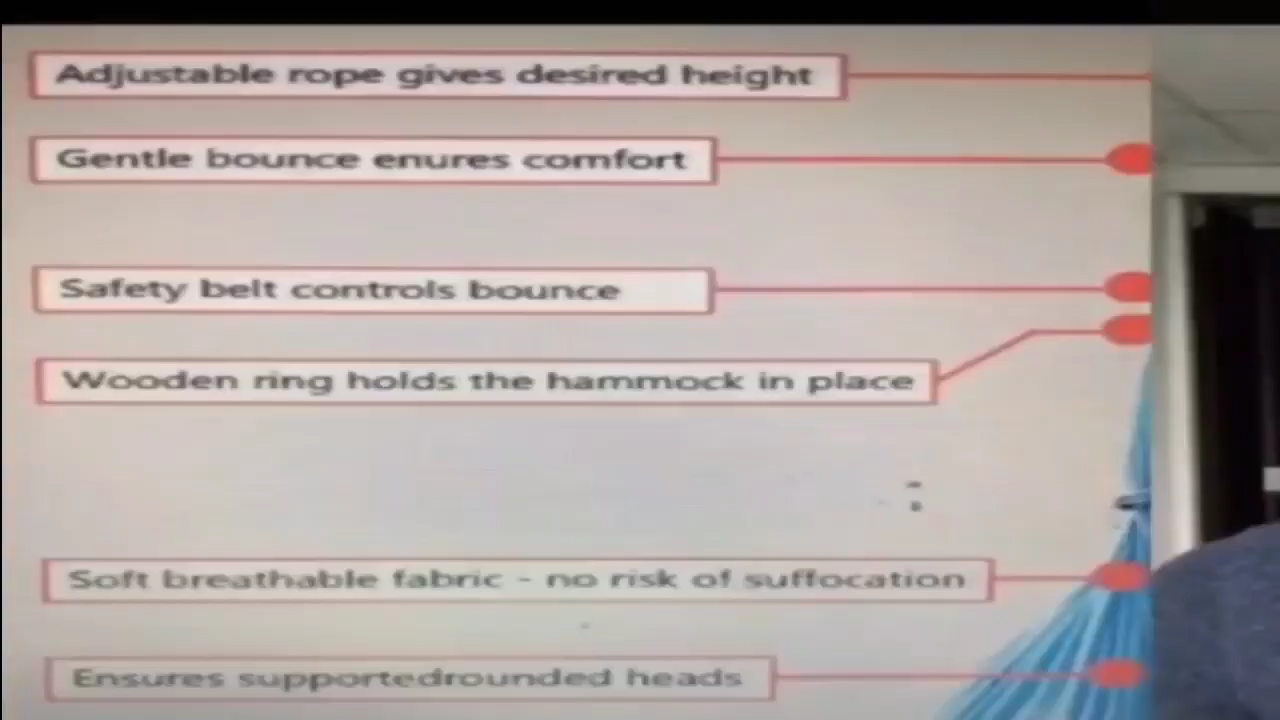 Adjustable rope gives desired height
Gentle bounce enures comfort
Safety belt controls bounce
Wooden ring holds the hammock in place
Soft breathable fabric - no risk of suffocation
Ensures supportedrounded heads